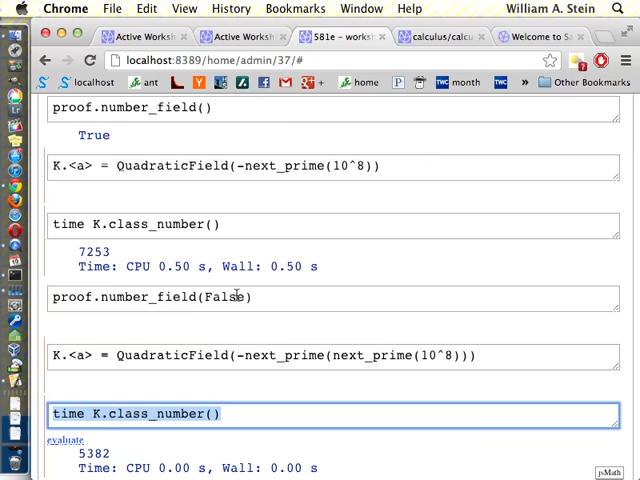 Chrome File Edit View History Bookmarks Window Help William A. Stein
Active Worksh
Active Worksh
581e – worksh
calculus/calcu
Welcome to Sa
localhost:8389/home/admin/37/#
localhost ant home month TWC Other Bookmarks
proof.number_field()
True
K.<a> = QuadraticField(-next_prime(10^8))
time K.class_number()
7253
Time: CPU 0.50 s, Wall: 0.50 s
proof.number_field(False)
K.<a> = QuadraticField(-next_prime(next_prime(10^8)))
time K.class_number()
evaluate
5382
Time: CPU 0.00 s, Wall: 0.00 s
jsMath